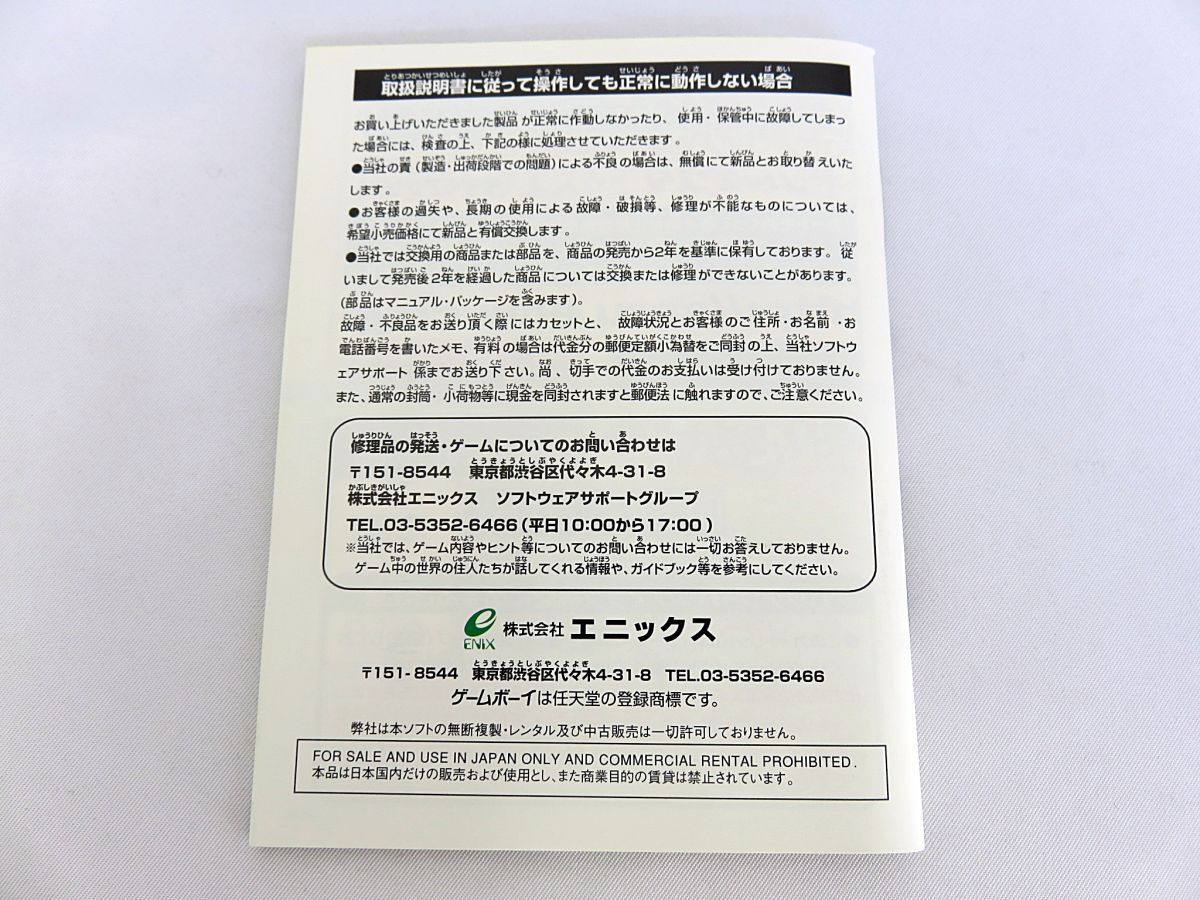 取扱説明書に従って操作しても正常に動作しない場合
お買い上げいただきました製品が正常に作動しなかったり、使用・保管中に故障してしまっ
た場合には、検査の上、下記の様に処理させていただきます。
●当社の責(製造・出荷段階での問題)による不良の場合は、無償にて新品とお取り替えいた
します。
●お客様の過失や、長期の使用による故障・破損等、修理が不能なものについては、
希望小売価格にて新品と有償交換します。
●当社では交換用の商品または部品を、商品の発売から2年を基準に保有しております。従
いまして発売後2年を経過した商品については交換または修理ができないことがあります。
(部品はマニュアル・パッケージを含みます)。
故障・不良品をお送り頂く際にはカセットと、故障状況とお客様のご住所・お名前・お
電話番号を書いたメモ、有料の場合は代金分の郵便定額小為替をご同封の上、当社ソフトウ
ェアサポート係までお送り下さい。尚、切手での代金のお支払いは受け付けておりません。
また、通常の封筒・小荷物等に現金を同封されますと郵便法に触れますので、ご注意ください。
修理品の発送・ゲームについてのお問い合わせは
〒151-8544 東京都渋谷区代々木4-31-8
株式会社エニックス ソフトウェアサポートグループ
TEL.03-5352-6466(平日10:00から17:00)
※当社では、ゲーム内容やヒント等についてのお問い合わせには一切お答えしておりません。
ゲーム中の世界の住人たちが話してくれる情報や、ガイドブック等を参考にしてください。
ENIX 株式会社 エニックス
〒151-8544 東京都渋谷区代々木4-31-8 TEL.03-5352-6466
ゲームボーイは任天堂の登録商標です。
弊社は本ソフトの無断複製・レンタル及び中古販売は一切許可しておりません。
FOR SALE AND USE IN JAPAN ONLY AND COMMERCIAL RENTAL PROHIBITED.
本品は日本国内だけの販売および使用とし、また商業目的の賃貸は禁止されています。